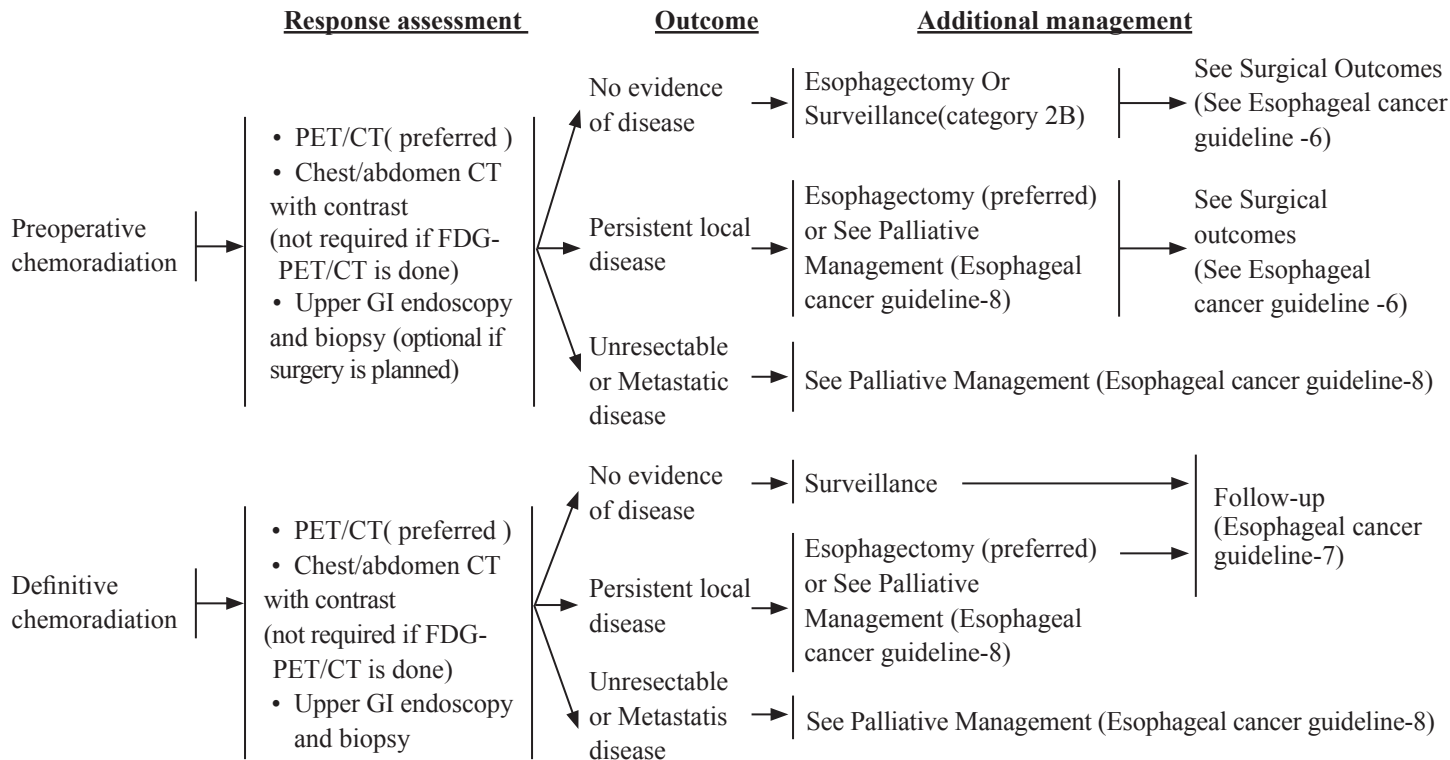 Response assessment
Outcome
Additional management
Preoperative
chemoradiation
• PET/CT( preferred )
• Chest/abdomen CT
with contrast
(not required if FDG-
PET/CT is done)
• Upper GI endoscopy
and biopsy (optional if
surgery is planned)
No evidence
of disease
Esophagectomy Or
Surveillance(category 2B)
See Surgical Outcomes
(See Esophageal cancer
guideline -6)
Persistent local
disease
Esophagectomy (preferred)
or See Palliative
Management (Esophageal
cancer guideline-8)
See Surgical
outcomes
(See Esophageal
cancer guideline -6)
Unresectable
or Metastatic
disease
See Palliative Management (Esophageal cancer guideline-8)
Definitive
chemoradiation
• PET/CT( preferred )
• Chest/abdomen CT
with contrast
(not required if FDG-
PET/CT is done)
• Upper GI endoscopy
and biopsy
No evidence
of disease
Surveillance
Follow-up
(Esophageal cancer
guideline-7)
Persistent local
disease
Esophagectomy (preferred)
or See Palliative
Management (Esophageal
cancer guideline-8)
Unresectable
or Metastatis
disease
See Palliative Management (Esophageal cancer guideline-8)